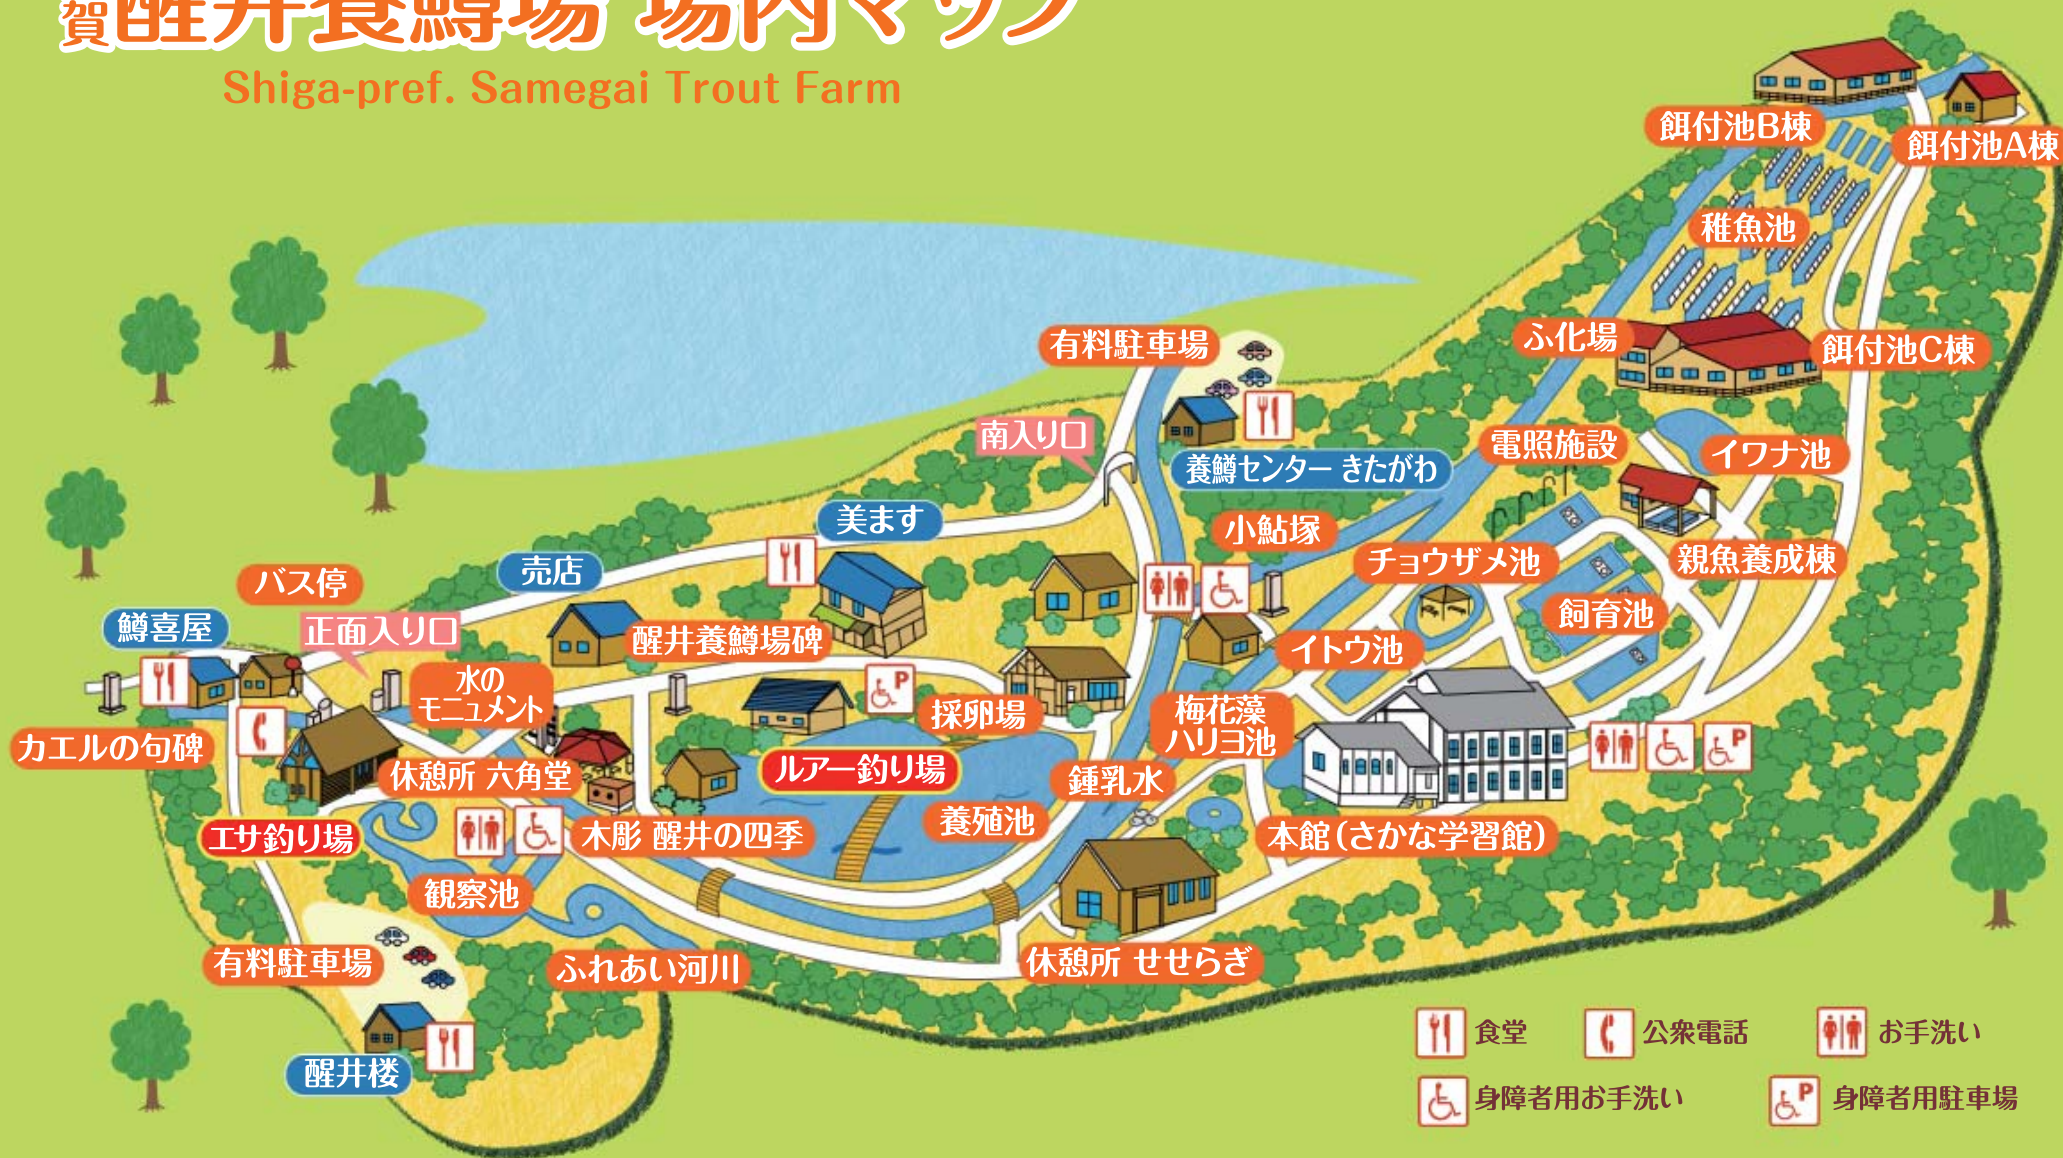 賀醒井養鱒場 場内マップ
Shiga-pref. Samegai Trout Farm
餌付池B棟
餌付池A棟
稚魚池
ふ化場
餌付池C棟
有料駐車場
南入り口
養鱒センター きたがわ
電照施設
イワナ池
美ます
小鮎塚
チョウザメ池
親魚養成棟
売店
バス停
飼育池
鱒喜屋
正面入り口
醒井養鱒場碑
イトウ池
水の
モニュメント
P
採卵場
梅花藻
ハリヨ池
カエルの句碑
休憩所 六角堂
ルアー釣り場
鍾乳水
P
エサ釣り場
木彫 醒井の四季
養殖池
本館(さかな学習館)
観察池
有料駐車場
ふれあい河川
休憩所 せせらぎ
醒井楼
食堂
公衆電話
お手洗い
身障者用お手洗い
P
身障者用駐車場